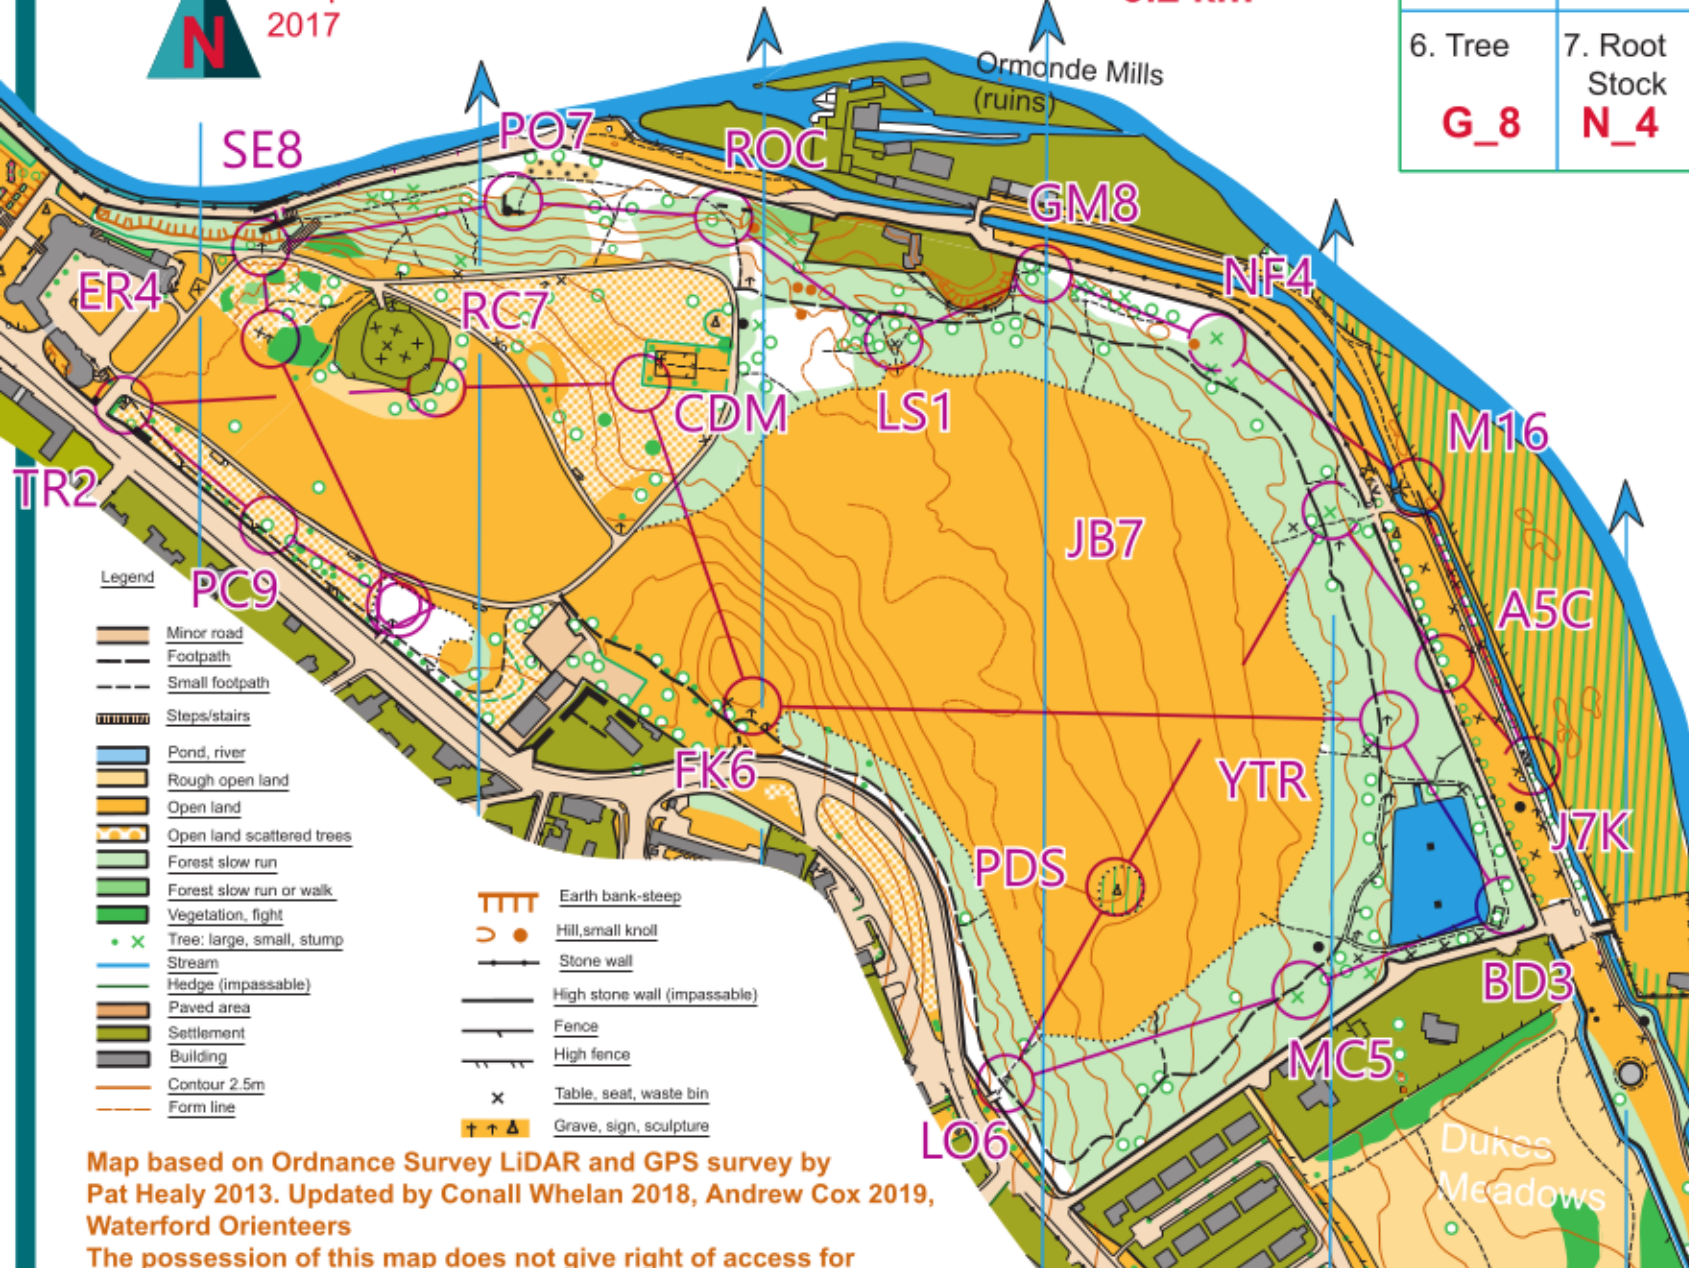 N
2017
Ormonde Mills
(ruins)
6. Tree
G_8
7. Root
Stock
N_4
SE8
PO7
ROC
GM8
NF4
ER4
RC7
CDM
LS1
M16
TR2
JB7
PC9
A5C
FK6
YTR
J7K
PDS
BD3
MC5
LO6
Dukes
Meadows
Legend
Minor road
Footpath
Small footpath
Steps/stairs
Pond, river
Rough open land
Open land
Open land scattered trees
Forest slow run
Forest slow run or walk
Vegetation, fight
Tree: large, small, stump
Stream
Hedge (impassable)
Paved area
Settlement
Building
Contour 2.5m
Form line
Earth bank-steep
Hill,small knoll
Stone wall
High stone wall (impassable)
Fence
High fence
Table, seat, waste bin
Grave, sign, sculpture
Map based on Ordnance Survey LiDAR and GPS survey by
Pat Healy 2013. Updated by Conall Whelan 2018, Andrew Cox 2019,
Waterford Orienteers
The possession of this map does not give right of access for